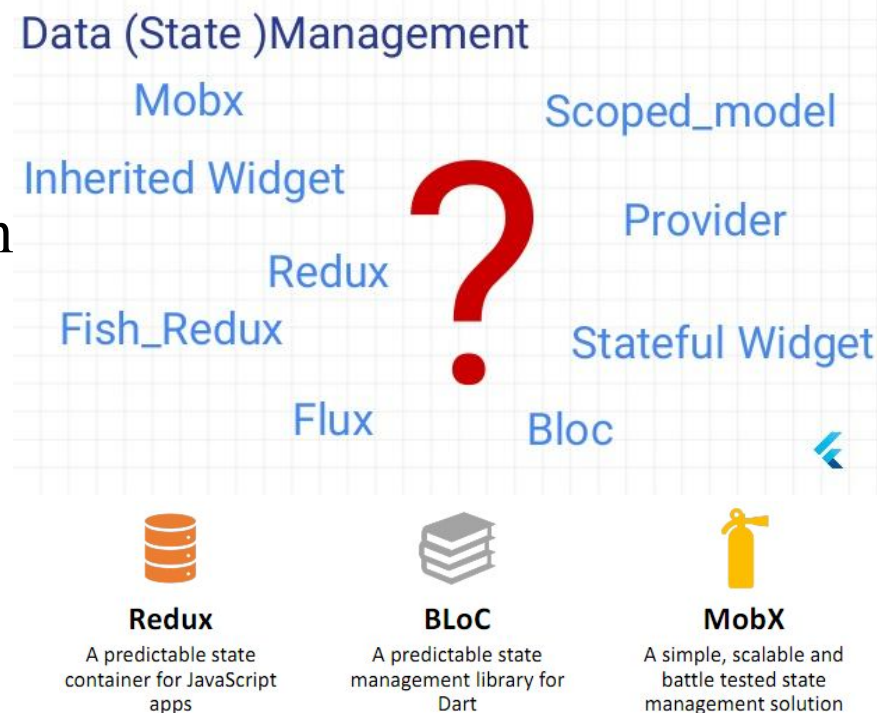 Data (State )Management
Mobx
Scoped_model
Inherited Widget
Provider
n
Redux
Fish_Redux
Stateful Widget
Flux
Bloc
Redux
A predictable state
container for JavaScript
apps
BLoC
A predictable state
management library for
Dart
MobX
A simple, scalable and
battle tested state
management solution